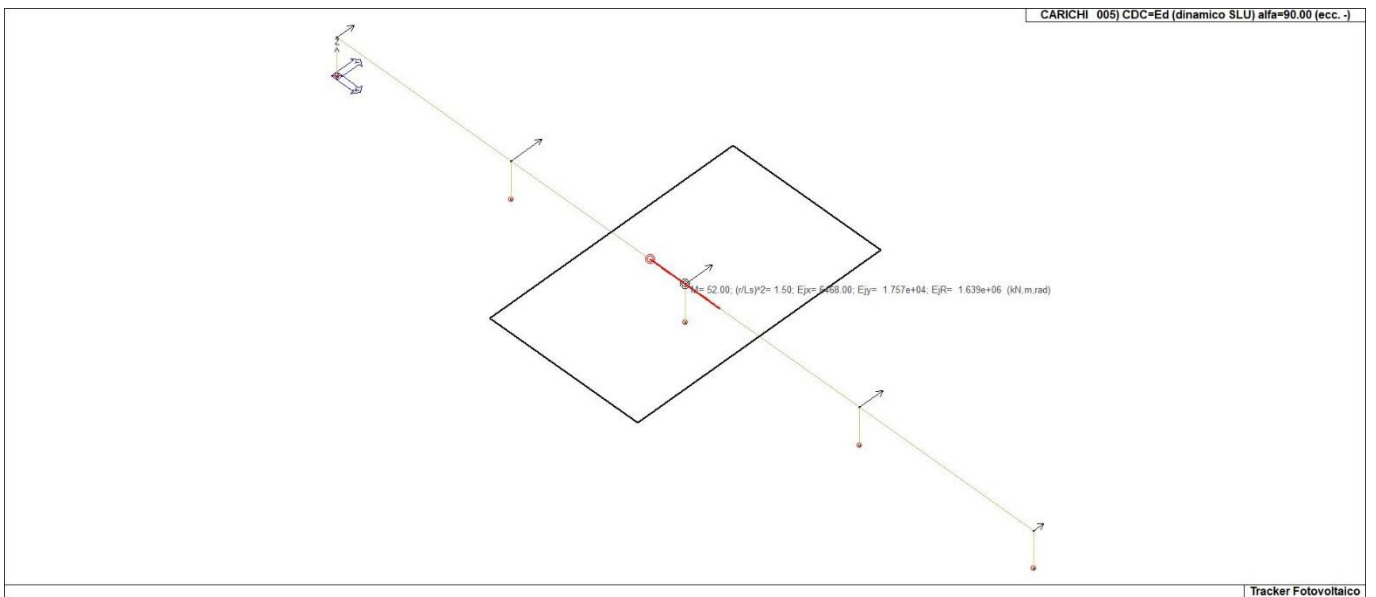 CARICHI 005) CDC=Ed (dinamico SLU) alfa=90.00 (ecc. -)
Z
M= 52.00; (r/Ls)^2= 1.50; Ejx= 6468.00; Ejy= 1.757e+04; EjR= 1.639e+06 (kN,m,rad)
Tracker Fotovoltaico